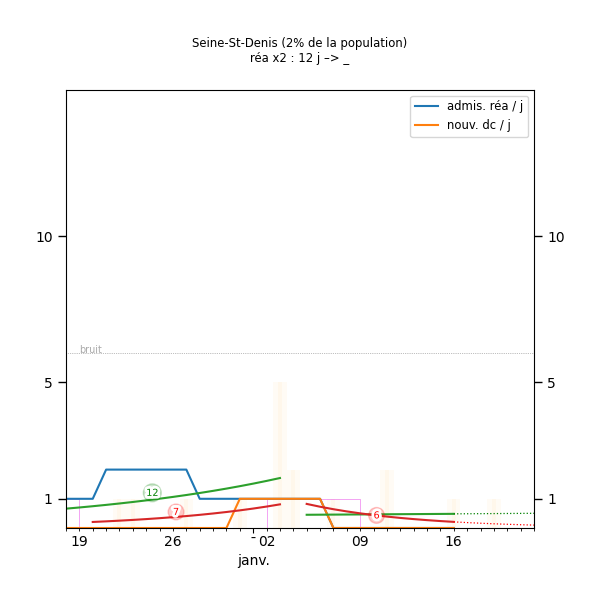 Seine-St-Denis (2% de la population)
réa x2 : 12 j –> _
admis. réa / j
nouv. dc / j
10 10
bruit
5 5
12
7
6
1 1
19 26 - 02 09 16
janv.